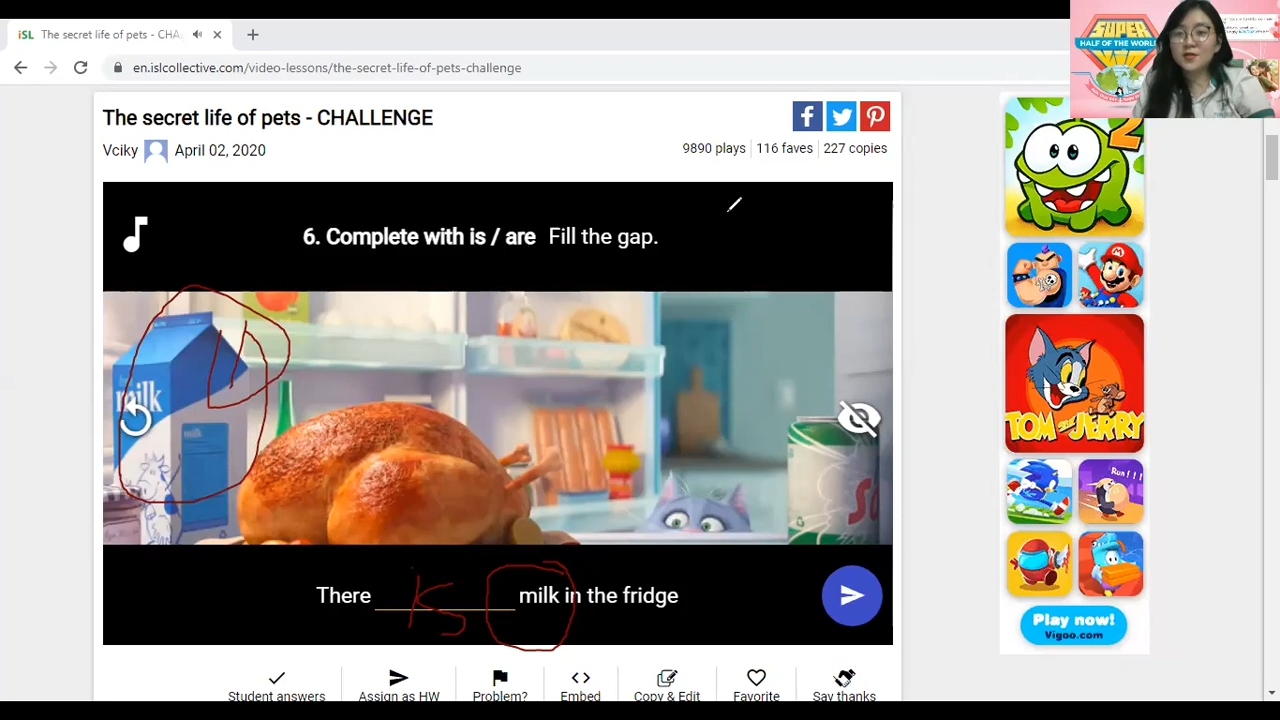 iSL The secret life of pets - CHA
en.islcollective.com/video-lessons/the-secret-life-of-pets-challenge
SUPER
HALF OF THE WORLD
The secret life of pets - CHALLENGE
Vciky April 02, 2020
9890 plays 116 faves 227 copies
6. Complete with is / are Fill the gap.
milk
There is milk in the fridge
Student answers
Assign as HW
Problem?
Embed
Copy & Edit
Favorite
Say thanks
2
TOM AND JERRY
Run!!!
Play now!
Vigoo.com